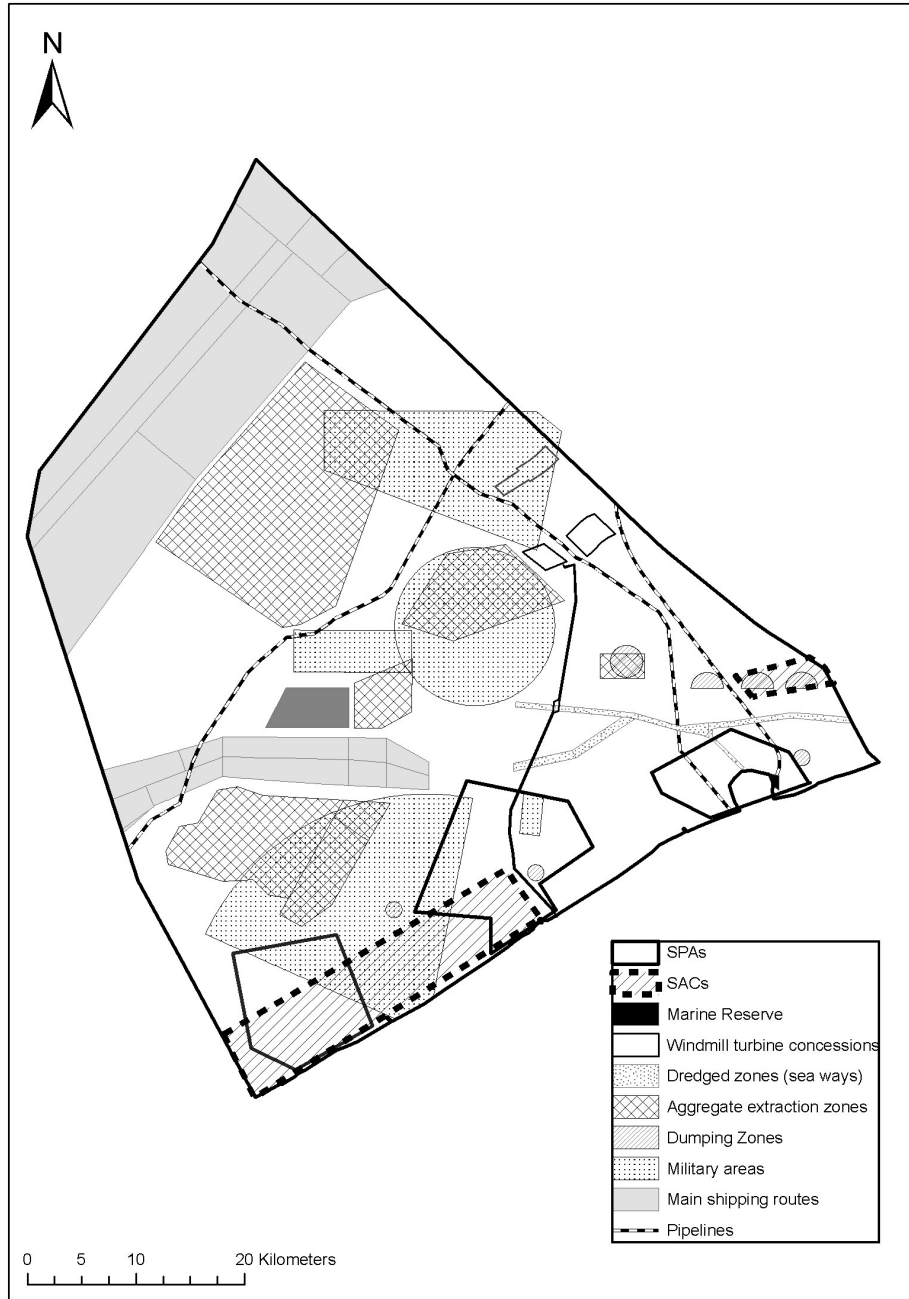 N
SPAs
SACs
Marine Reserve
Windmill turbine concessions
Dredged zones (sea ways)
Aggregate extraction zones
Dumping Zones
Military areas
Main shipping routes
Pipelines
0 5 10 20 Kilometers